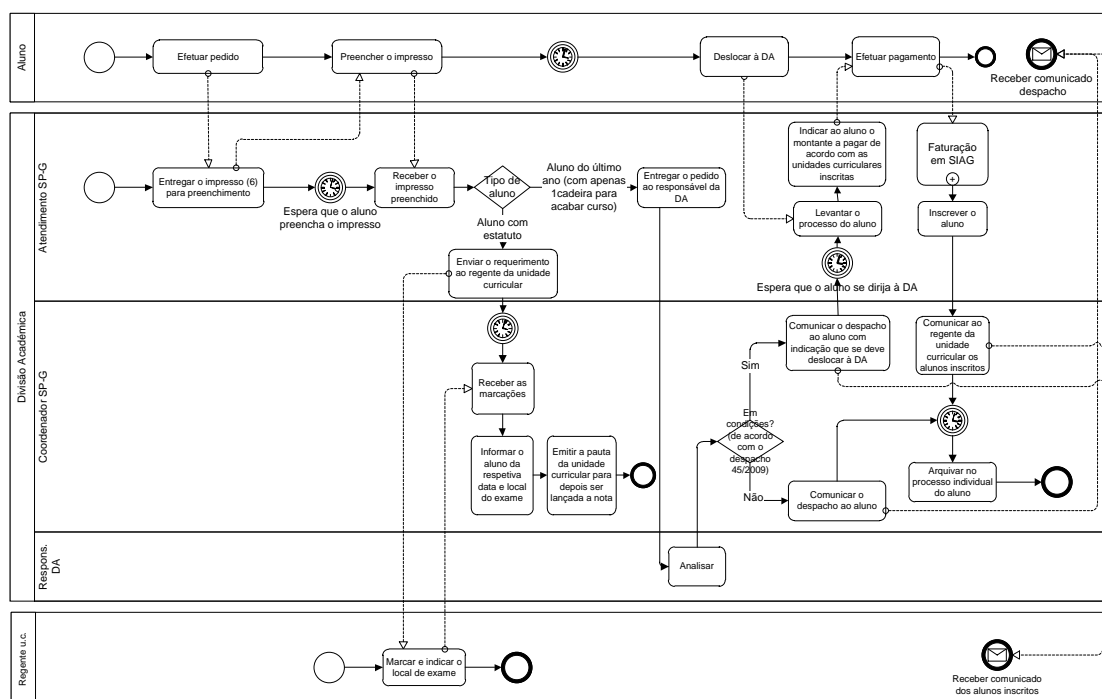 Aluno
Efetuar pedido
Preencher o impresso
Deslocar à DA
Efetuar pagamento
Receber comunicado
despacho
Divisão Académica
Atendimento SP-G
Entregar o impresso (6)
para preenchimento
Espera que o aluno
preencha o impresso
Receber o
impresso
preenchido
Tipo de
aluno
Aluno do último
ano (com apenas
1cadeira para
acabar curso)
Aluno com
estatuto
Entregar o pedido
ao responsável da
DA
Enviar o requerimento
ao regente da unidade
curricular
Indicar ao aluno o
montante a pagar de
acordo com as
unidades curriculares
inscritas
Levantar o
processo do aluno
Espera que o aluno se dirija à DA
Faturação
em SIAG
Inscrever o
aluno
Coordenador SP-G
Receber as
marcações
Informar o
aluno da
respetiva
data e local
do exame
Emitir a pauta
da unidade
curricular para
depois ser
lançada a nota
Em
condições?
(de acordo
com o
despacho
45/2009)
Sim
Não
Comunicar o despacho
ao aluno com
indicação que se deve
deslocar à DA
Comunicar o
despacho ao aluno
Comunicar ao
regente da
unidade
curricular os
alunos inscritos
Arquivar no
processo individual
do aluno
Respons.
DA
Analisar
Regente u.c.
Marcar e indicar o
local de exame
Receber comunicado
dos alunos inscritos